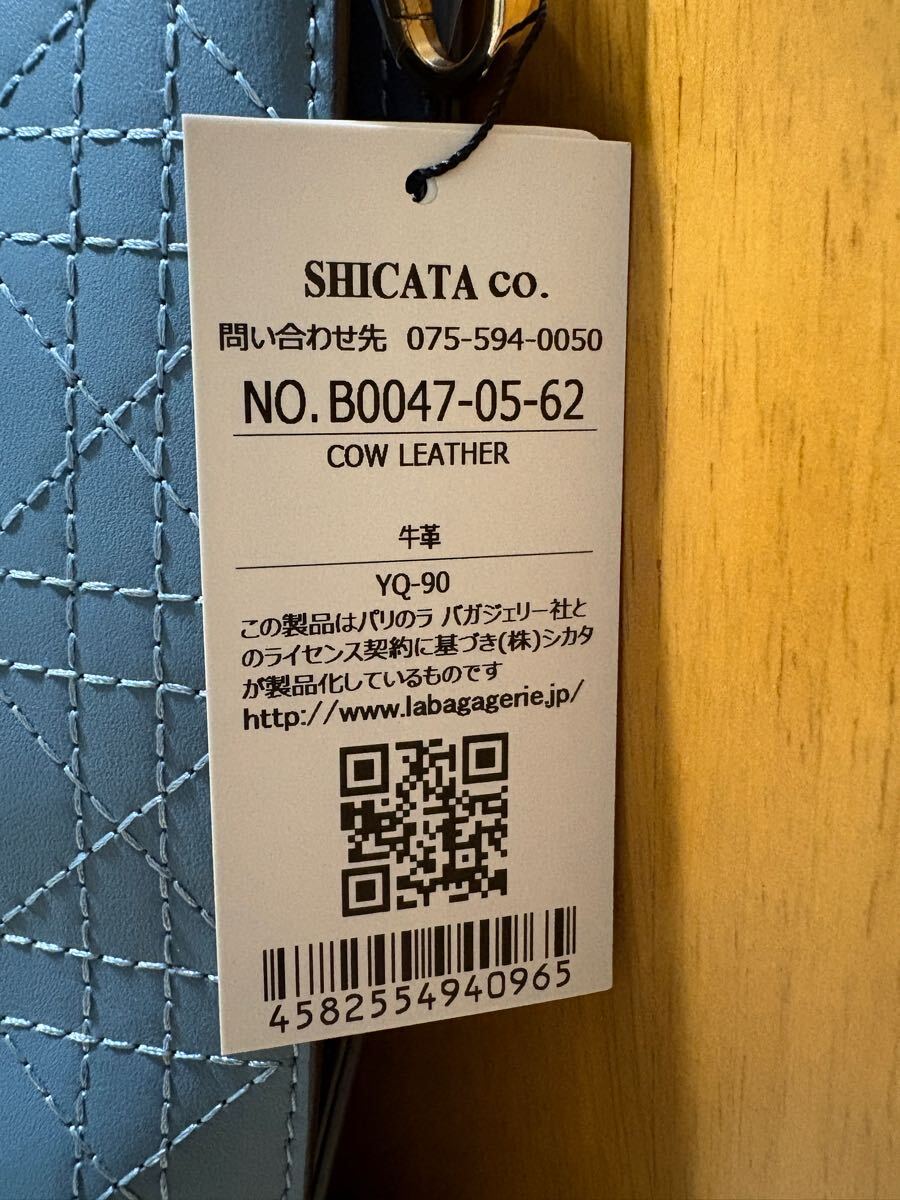 SHICATA CO.
問い合わせ先 075-594-0050
NO.B0047-05-62
COW LEATHER
牛革
YQ-90
この製品はパリのラ バガジェリー社と
のライセンス契約に基づき(株)シカタ
が製品化しているものです
http://www.labagagerie.jp/
4582554940965